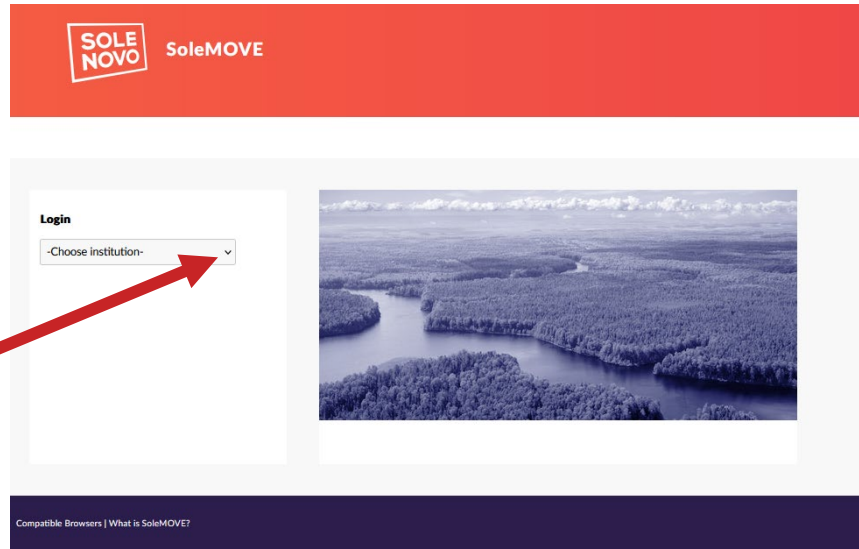 SOLE
NOVO
SoleMOVE
Login
-Choose institution-
Compatible Browsers | What is SoleMOVE?